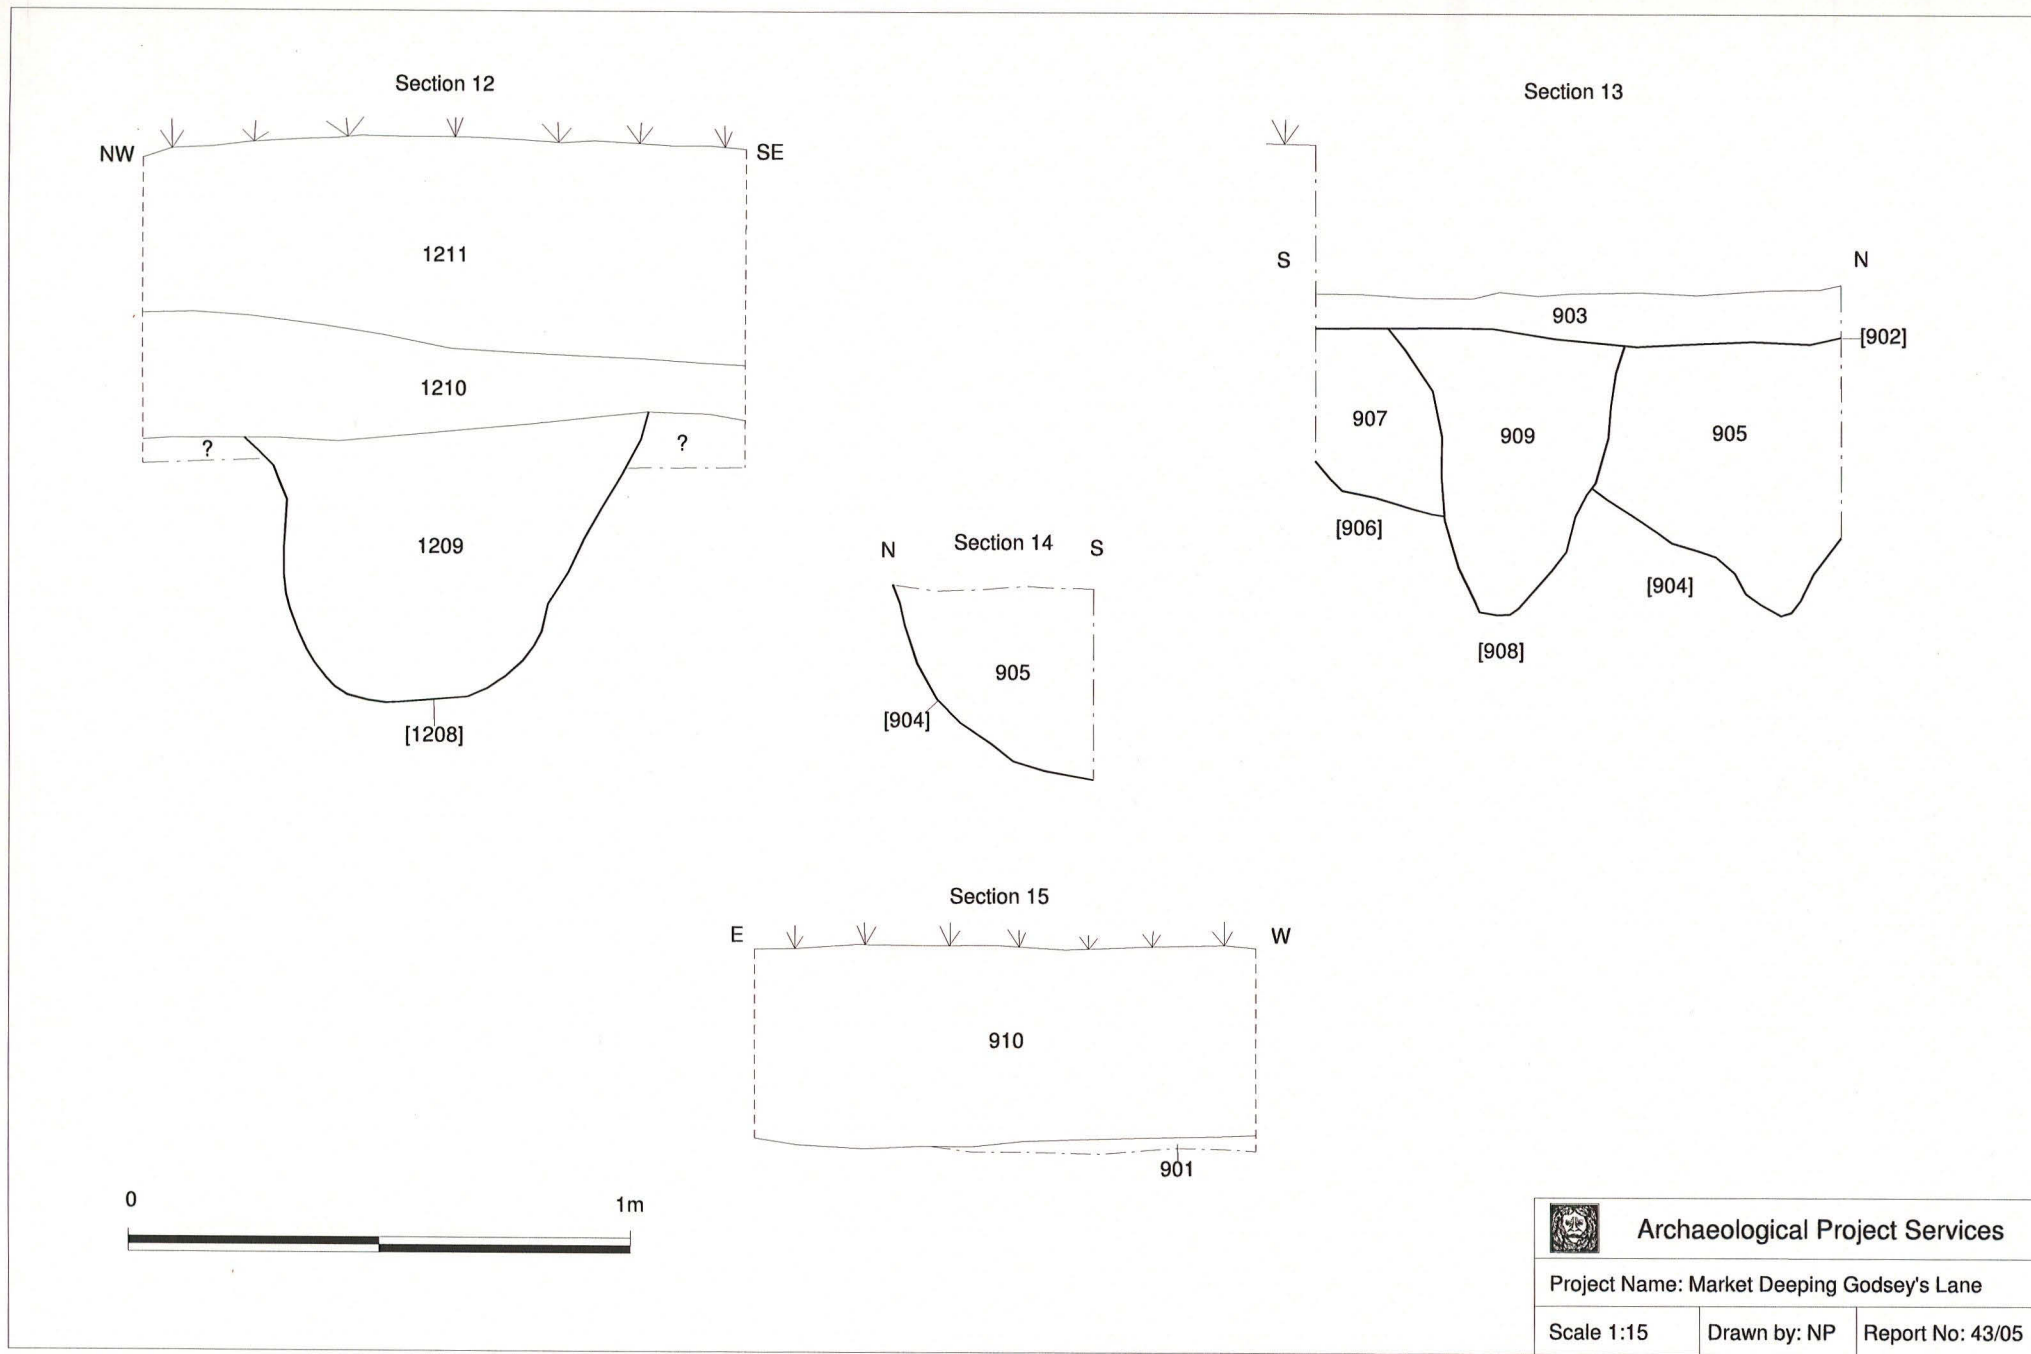 Section 12
NW
SE
1211
1210
?
?
1209
[1208]
Section 13
S
N
903
[902]
907
909
905
[906]
[904]
[908]
Section 14
N
S
905
[904]
Section 15
E
W
910
901
0
1m
Archaeological Project Services
Project Name: Market Deeping Godsey's Lane
Scale 1:15
Drawn by: NP
Report No: 43/05